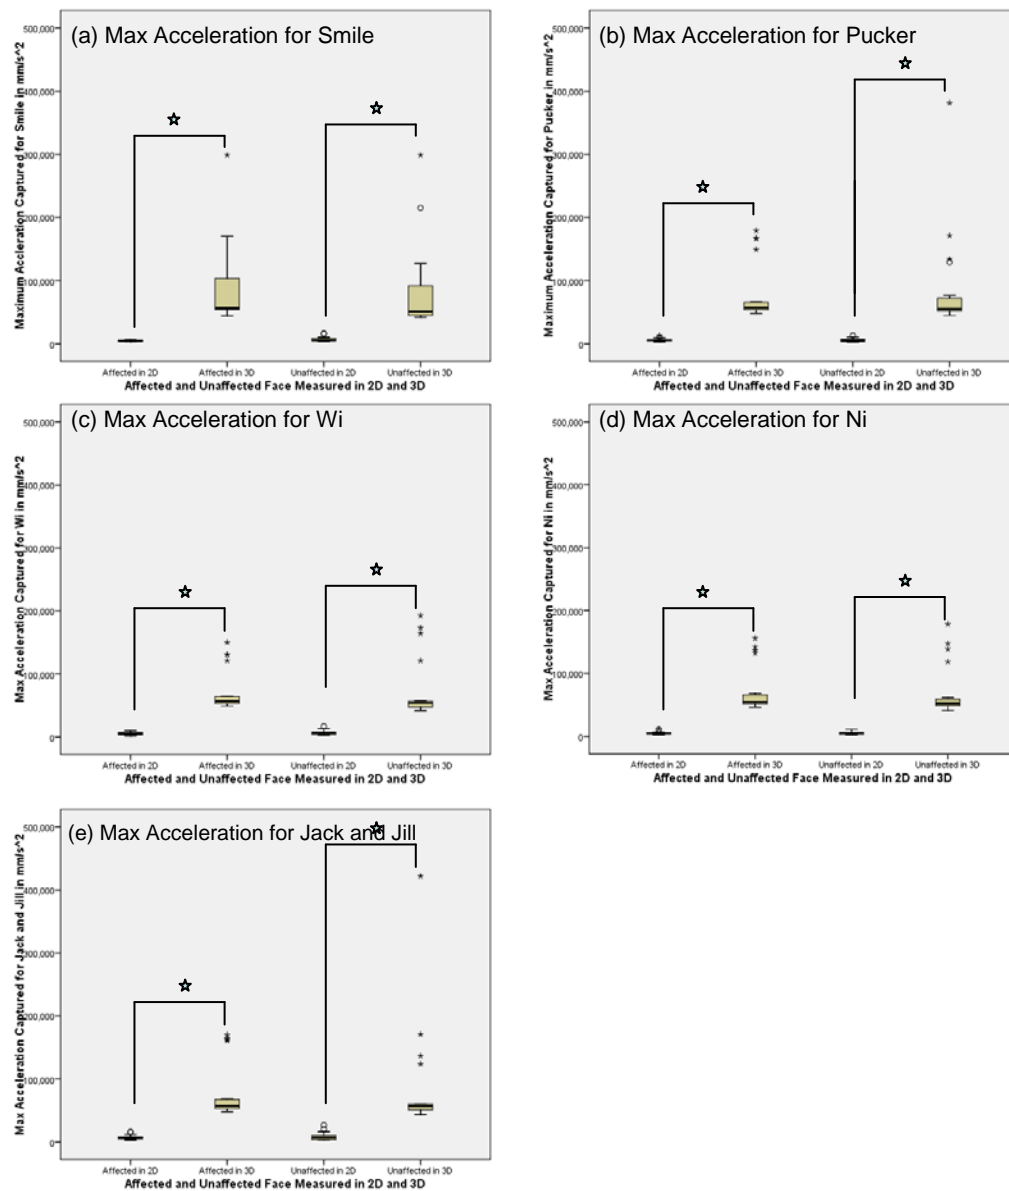 (a) Max Acceleration for Smile
Maximum Accleration Captured for Smile in mm/s^2
500,000
400,000
300,000
200,000
100,000
0
Affected in 2D Affected in 3D Unaffected in 2D Unaffected in 3D
Affected and Unaffected Face Measured in 2D and 3D
(b) Max Acceleration for Pucker
Maximum Acceleration Captured for Pucker in mm/s^2
500,000
400,000
300,000
200,000
100,000
0
Affected in 2D Affected in 3D Unaffected in 2D Unaffected in 3D
Affected and Unaffected Face Measured in 2D and 3D
(c) Max Acceleration for Wi
Max Acceleration Captured for Wi in mm/s^2
500,000
400,000
300,000
200,000
100,000
0
Affected in 2D Affected in 3D Unaffected in 2D Unaffected in 3D
Affected and Unaffected Face Measured in 2D and 3D
(d) Max Acceleration for Ni
Max Acceleration Captured for Ni in mm/s^2
500,000
400,000
300,000
200,000
100,000
0
Affected in 2D Affected in 3D Unaffected in 2D Unaffected in 3D
Affected and Unaffected Face Measured in 2D and 3D
(e) Max Acceleration for Jack and Jill
Max Acceleration Captured for Jack and Jill in mm/s^2
500,000
400,000
300,000
200,000
100,000
0
Affected in 2D Affected in 3D Unaffected in 2D Unaffected in 3D
Affected and Unaffected Face Measured in 2D and 3D